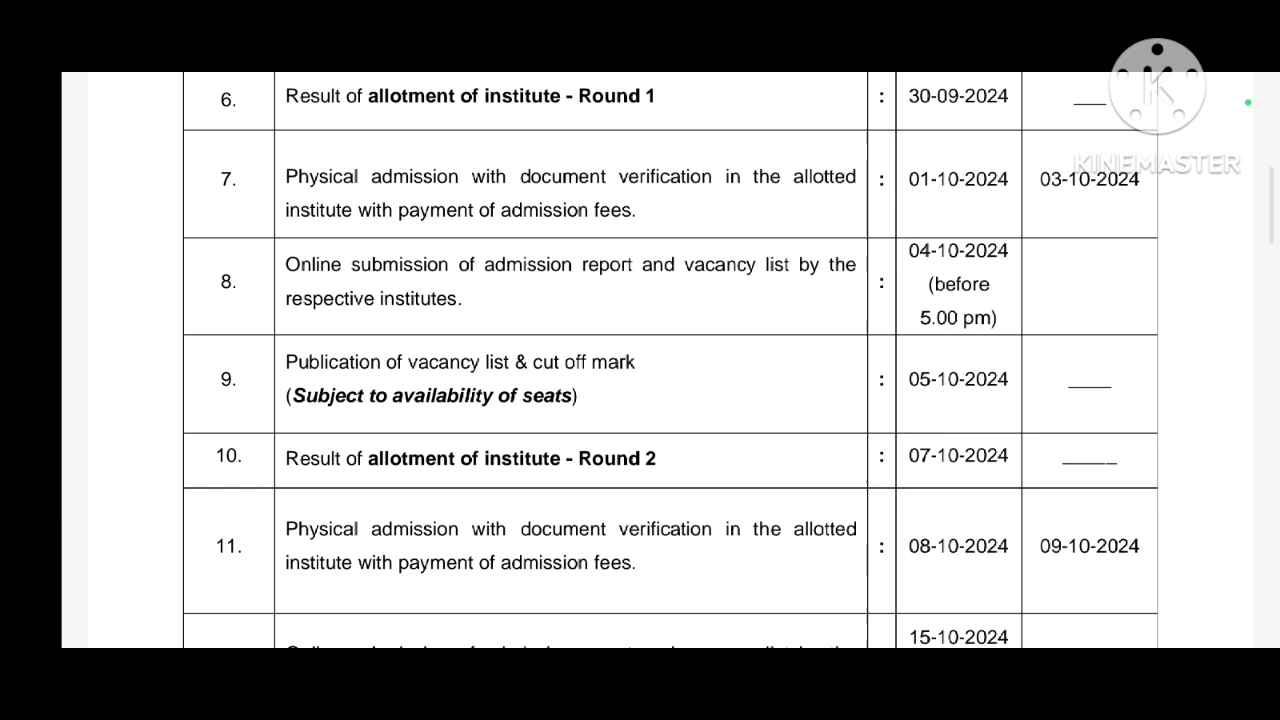 6. Result of allotment of institute - Round 1 : 30-09-2024 ___
KINEMASTER
7. Physical admission with document verification in the allotted : 01-10-2024 03-10-2024
institute with payment of admission fees.
8. Online submission of admission report and vacancy list by the : 04-10-2024
respective institutes. (before
5.00 pm)
9. Publication of vacancy list & cut off mark : 05-10-2024 ____
(Subject to availability of seats)
10. Result of allotment of institute - Round 2 : 07-10-2024 _____
11. Physical admission with document verification in the allotted : 08-10-2024 09-10-2024
institute with payment of admission fees.
15-10-2024